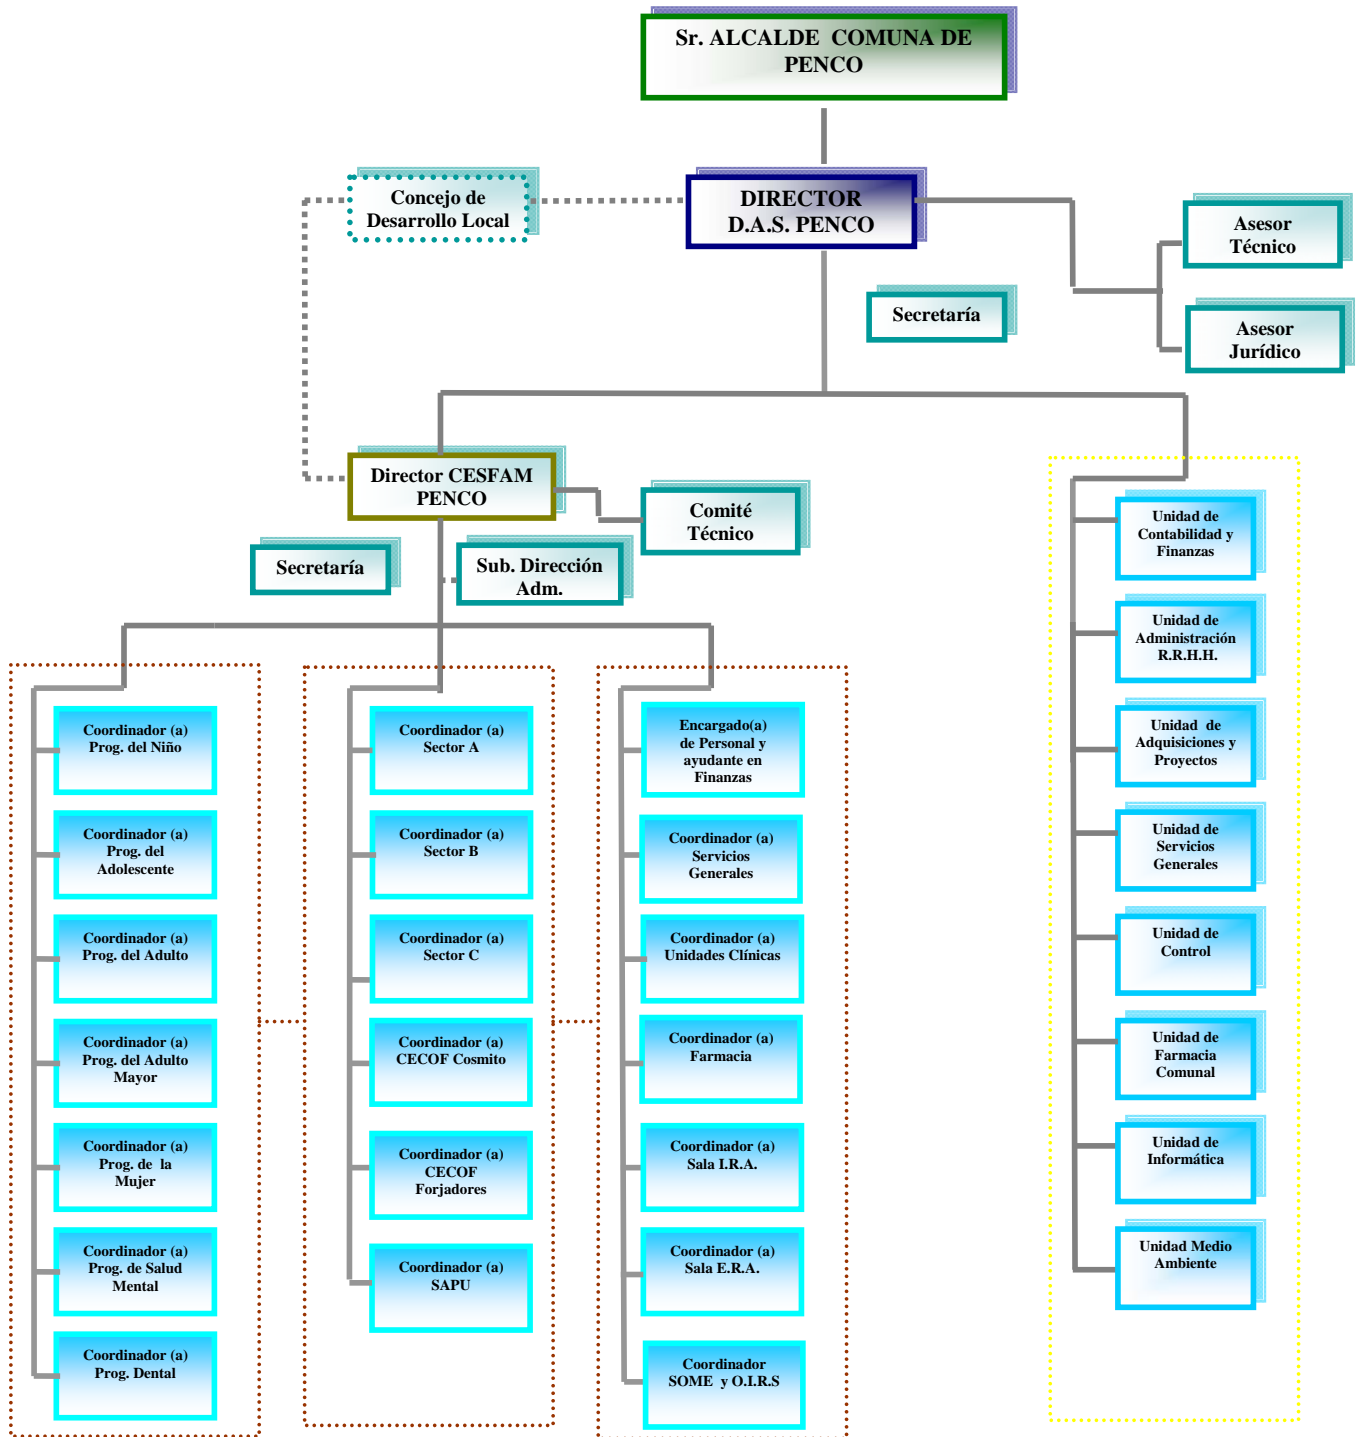 Sr. ALCALDE  COMUNA DE
PENCO
Concejo de
Desarrollo Local
DIRECTOR
D.A.S. PENCO
Asesor
Técnico
Secretaría
Asesor
Jurídico
Director CESFAM
PENCO
Comité
Técnico
Secretaría
Sub. Dirección
Adm.
Coordinador (a)
Prog. del Niño
Coordinador (a)
Prog. del
Adolescente
Coordinador (a)
Prog. del Adulto
Coordinador (a)
Prog. del Adulto
Mayor
Coordinador (a)
Prog. de  la
Mujer
Coordinador (a)
Prog. de Salud
Mental
Coordinador (a)
Prog. Dental
Coordinador (a)
Sector A
Coordinador (a)
Sector B
Coordinador (a)
Sector C
Coordinador (a)
CECOF Cosmito
Coordinador (a)
CECOF
Forjadores
Coordinador (a)
SAPU
Encargado(a)
de Personal y
ayudante en
Finanzas
Coordinador (a)
Servicios
Generales
Coordinador (a)
Unidades Clínicas
Coordinador (a)
Farmacia
Coordinador (a)
Sala I.R.A.
Coordinador (a)
Sala E.R.A.
Coordinador
SOME  y O.I.R.S
Unidad de
Contabilidad y
Finanzas
Unidad de
Administración
R.R.H.H.
Unidad  de
Adquisiciones y
Proyectos
Unidad de
Servicios
Generales
Unidad de
Control
Unidad de
Farmacia
Comunal
Unidad de
Informática
Unidad Medio
Ambiente